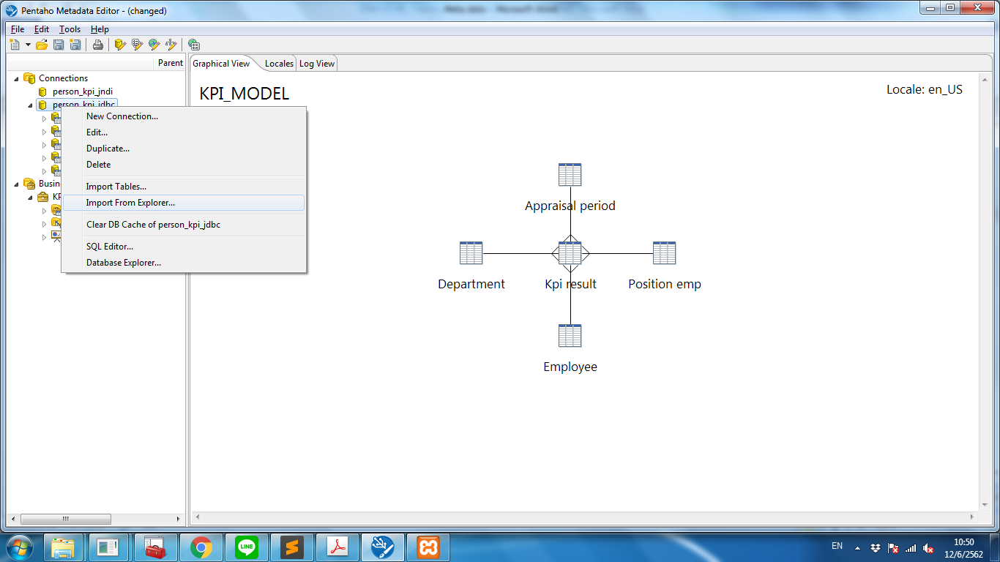 Pentaho Metadata Editor - (changed)
File Edit Tools Help
Parent
Graphical View Locales Log View
Connections
person_kpi_jndi
person_kpi_jdbc
New Connection...
Edit...
Duplicate...
Delete
Import Tables...
Import From Explorer...
Clear DB Cache of person_kpi_jdbc
SQL Editor...
Database Explorer...
Busin
KP
KPI_MODEL
Locale: en_US
Appraisal period
Department
Kpi result
Position emp
Employee
LINE
EN
10:50
12/6/2562